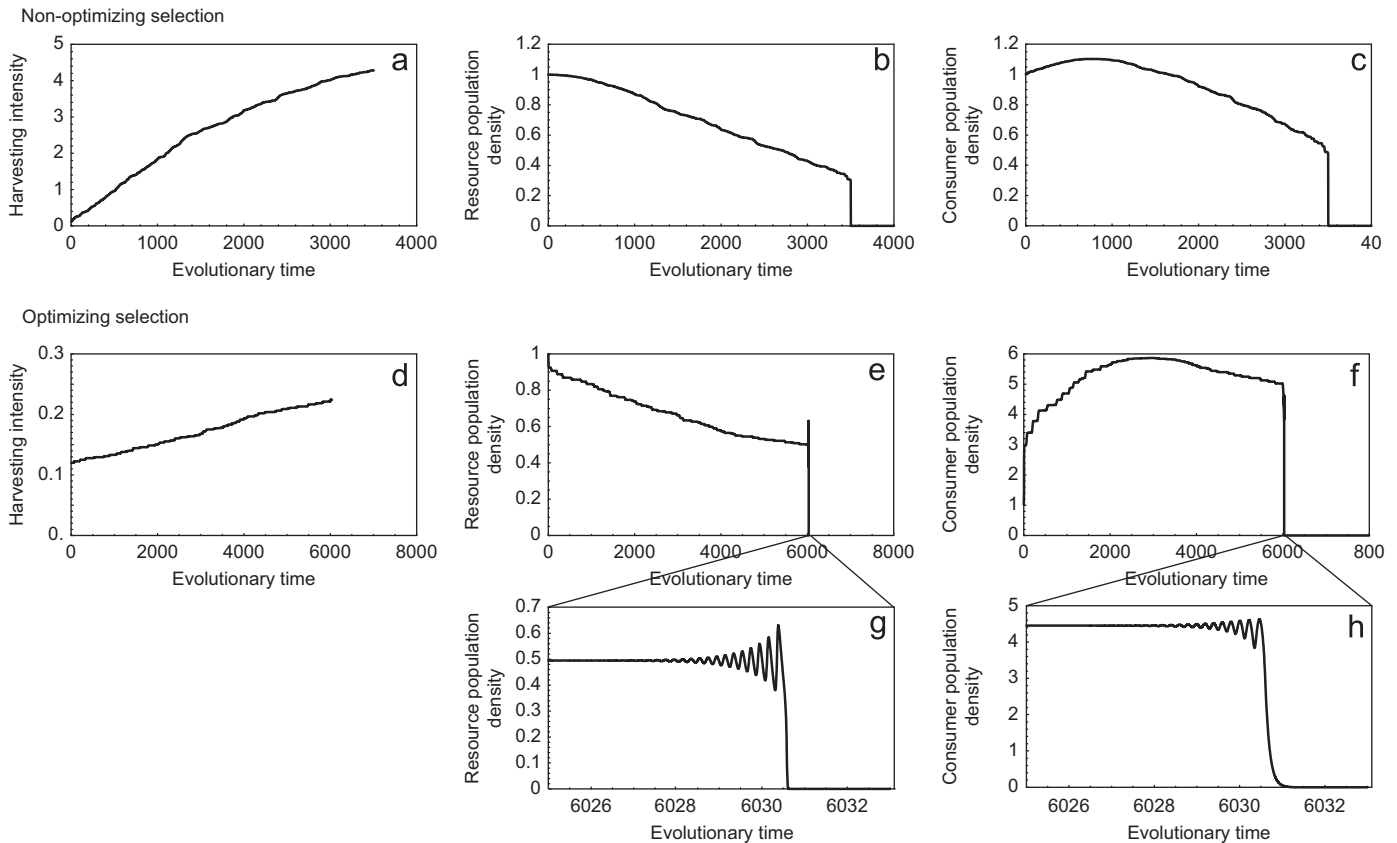 Non-optimizing selection
a
Harvesting intensity
5
4
3
2
1
0
0 1000 2000 3000 4000
Evolutionary time
b
Resource population
density
1.2
1
0.8
0.6
0.4
0.2
0
0 1000 2000 3000 4000
Evolutionary time
c
Consumer population
density
1.2
1
0.8
0.6
0.4
0.2
0
0 1000 2000 3000 40
Evolutionary time
Optimizing selection
d
Harvesting intensity
0.3
0.2
0.1
0.
0 2000 4000 6000 8000
Evolutionary time
e
Resource population
density
1
0.8
0.6
0.4
0.2
0
0 2000 4000 6000 8000
Evolutionary time
f
Consumer population
density
6
5
4
3
2
1
0
0 2000 4000 6000 800
Evolutionary time
g
Resource population
density
0.7
0.6
0.5
0.4
0.3
0.2
0.1
0
6026 6028 6030 6032
Evolutionary time
h
Consumer population
density
5
4
3
2
1
0
6026 6028 6030 6032
Evolutionary time